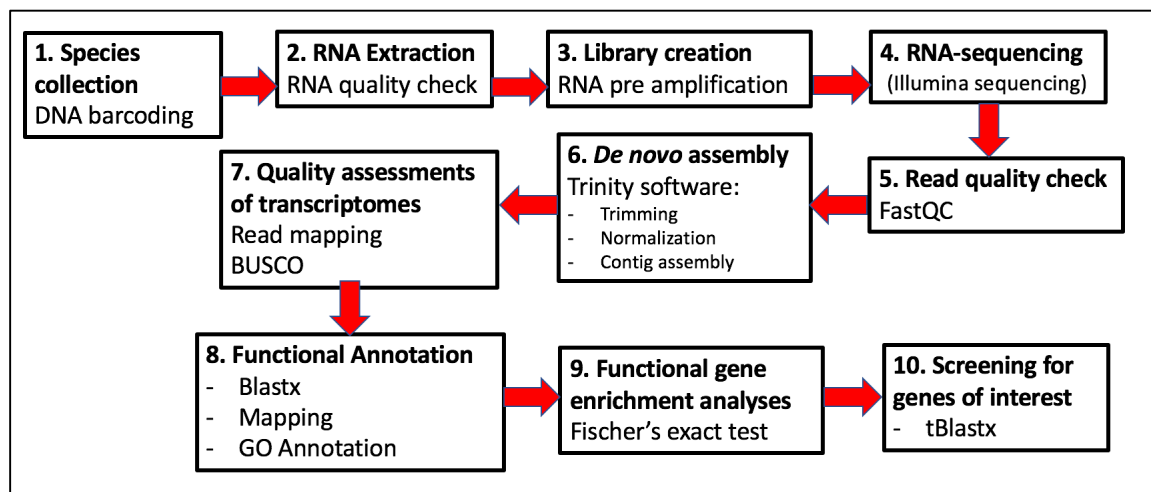 1. Species
collection
DNA barcoding
2. RNA Extraction
RNA quality check
3. Library creation
RNA pre amplification
4. RNA-sequencing
(Illumina sequencing)
5. Read quality check
FastQC
6. De novo assembly
Trinity software:
- Trimming
- Normalization
- Contig assembly
7. Quality assessments
of transcriptomes
Read mapping
BUSCO
8. Functional Annotation
- Blastx
- Mapping
- GO Annotation
9. Functional gene
enrichment analyses
Fischer's exact test
10. Screening for
genes of interest
- tBlastx